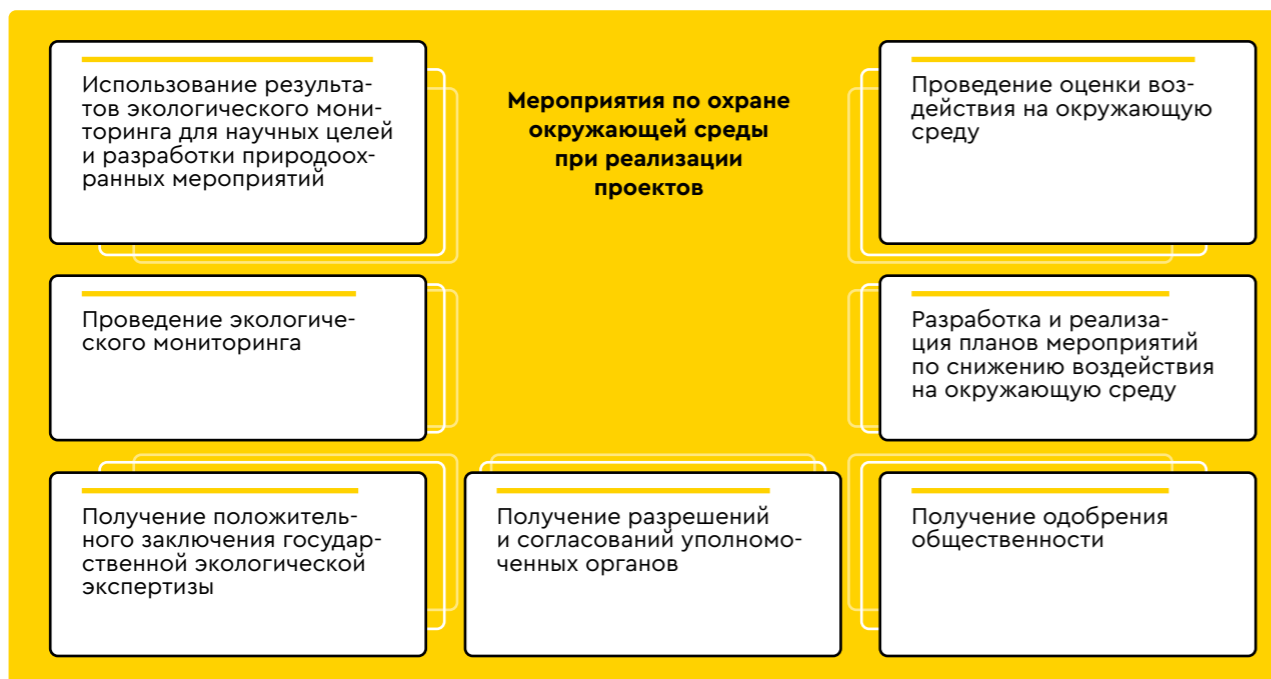 Использование результа-
тов экологического мони-
торинга для научных целей
и разработки природоох-
ранных мероприятий
Мероприятия по охране
окружающей среды
при реализации
проектов
Проведение оценки воз-
действия на окружающую
среду
Проведение экологиче-
ского мониторинга
Разработка и реализа-
ция планов мероприятий
по снижению воздействия
на окружающую среду
Получение положитель-
ного заключения государ-
ственной экологической
экспертизы
Получение разрешений
и согласований уполномо-
ченных органов
Получение одобрения
общественности